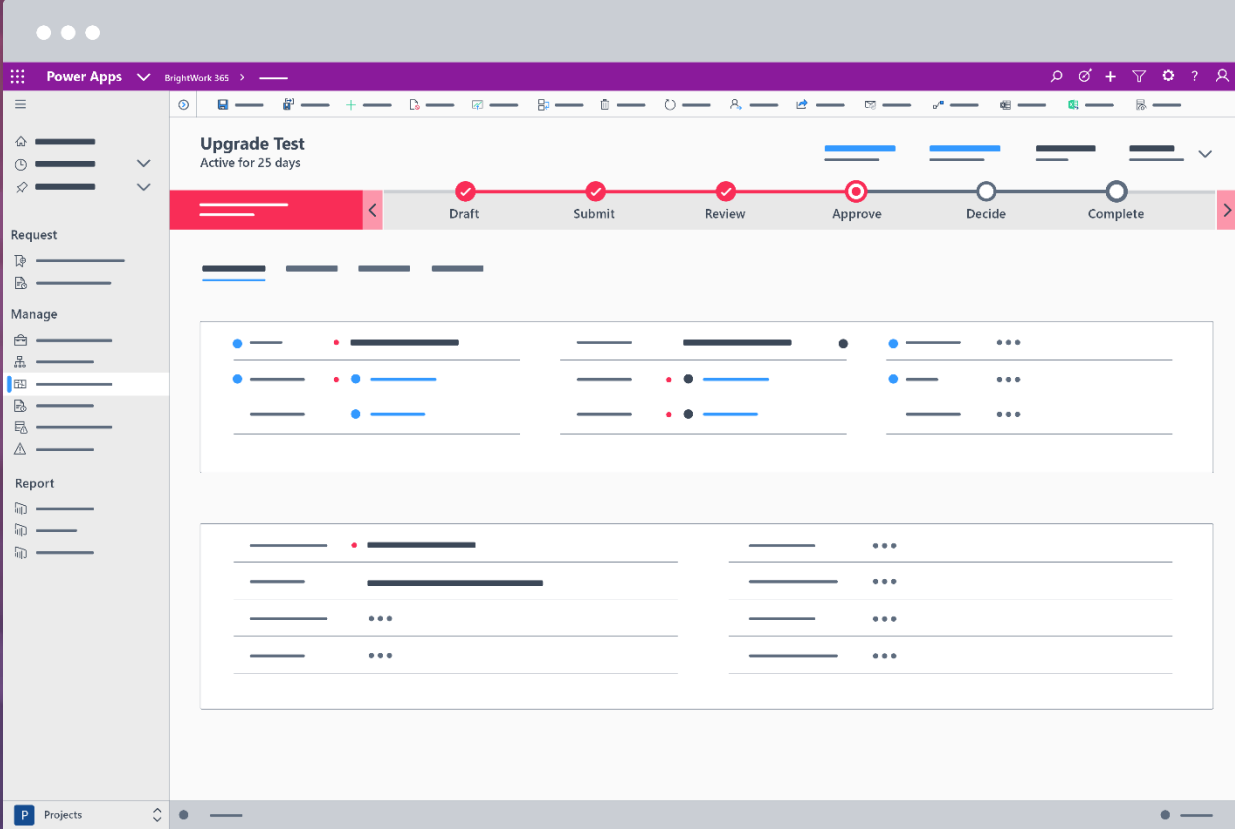 Power Apps
BrightWork 365 >
?
Upgrade Test
Active for 25 days
Draft
Submit
Review
Approve
Decide
Complete
Request
Manage
Report
P
Projects